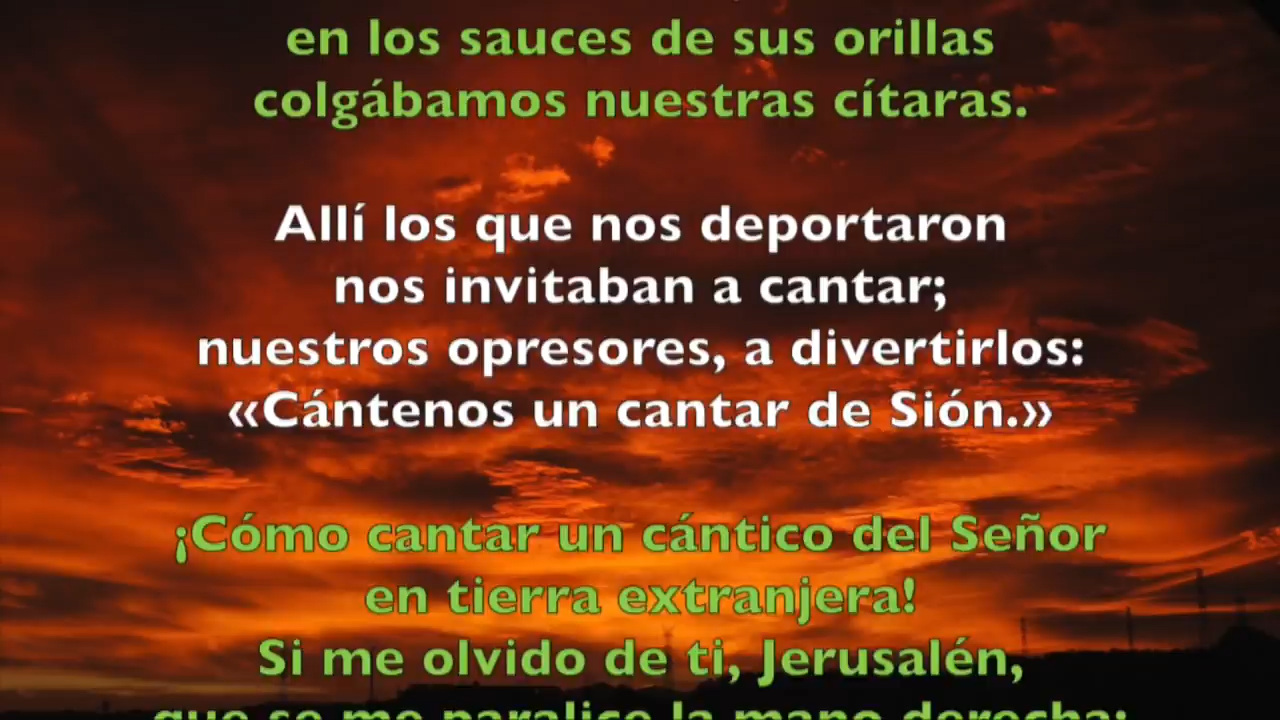 en los sauces de sus orillas
colgábamos nuestras cítaras.
Allí los que nos deportaron
nos invitaban a cantar;
nuestros opresores, a divertirlos:
«Cántenos un cantar de Sión.»
¡Cómo cantar un cántico del Señor
en tierra extranjera!
Si me olvido de ti, Jerusalén,
que se me paralice la mano derecha;